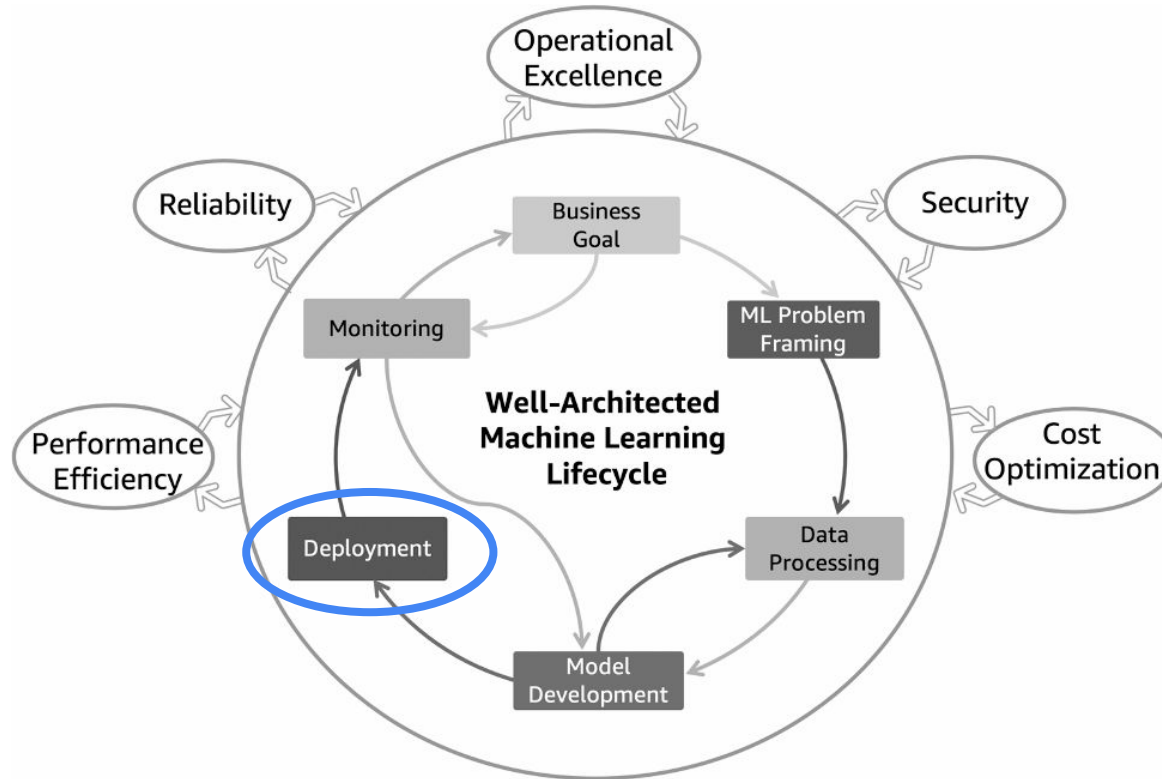 Operational
Excellence
Reliability
Security
Business
Goal
Monitoring
ML Problem
Framing
Well-Architected
Machine Learning
Lifecycle
Performance
Efficiency
Cost
Optimization
Deployment
Data
Processing
Model
Development